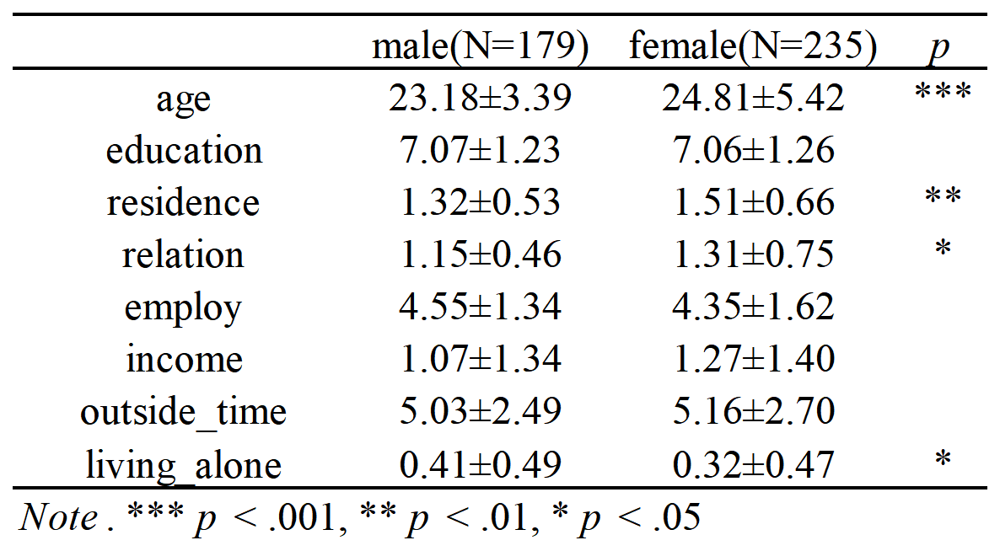 male(N=179) female(N=235) p
age 23.18±3.39 24.81±5.42 ***
education 7.07±1.23 7.06±1.26
residence 1.32±0.53 1.51±0.66 **
relation 1.15±0.46 1.31±0.75 *
employ 4.55±1.34 4.35±1.62
income 1.07±1.34 1.27±1.40
outside_time 5.03±2.49 5.16±2.70
living_alone 0.41±0.49 0.32±0.47 *
Note . *** p < .001, ** p < .01, * p < .05